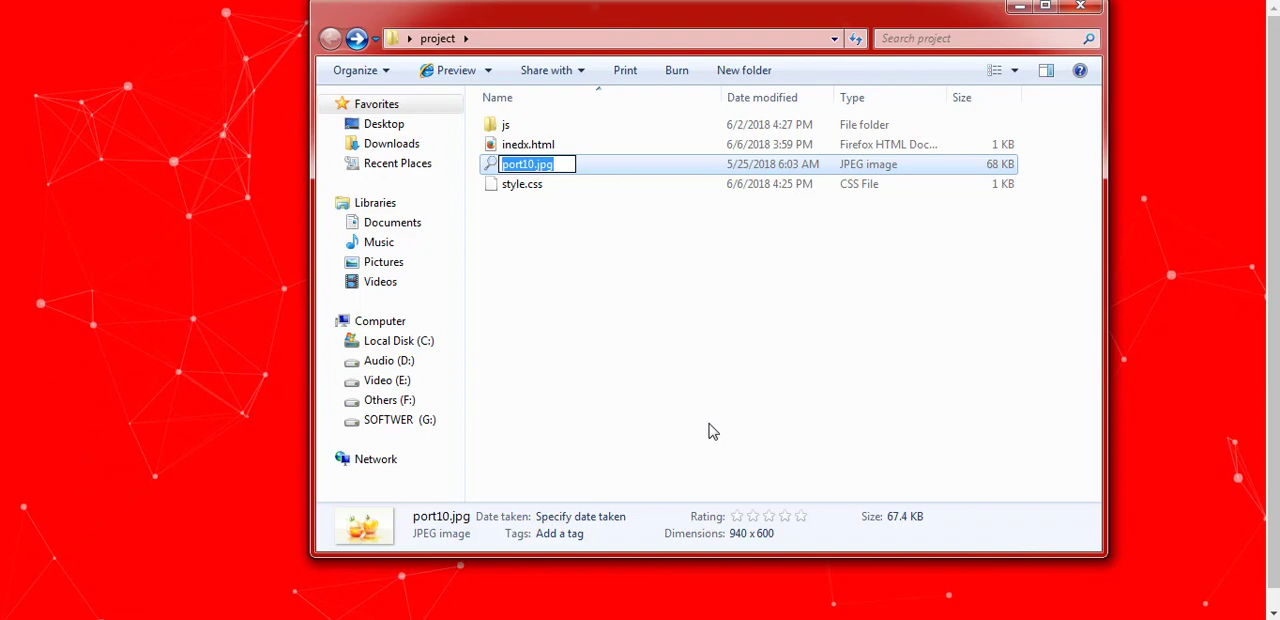 project
Search project
Organize Preview Share with Print Burn New folder
Name Date modified Type Size
Favorites
Desktop
Downloads
Recent Places
Libraries
Documents
Music
Pictures
Videos
Computer
Local Disk (C:)
Audio (D:)
Video (E:)
Others (F:)
SOFTWER (G:)
Network
js 6/2/2018 4:27 PM File folder
inedx.html 6/6/2018 3:59 PM Firefox HTML Doc... 1 KB
port10.jpg 5/25/2018 6:03 AM JPEG image 68 KB
style.css 6/6/2018 4:25 PM CSS File 1 KB
port10.jpg Date taken: Specify date taken Rating: Size: 67.4 KB
JPEG image Tags: Add a tag Dimensions: 940 x 600